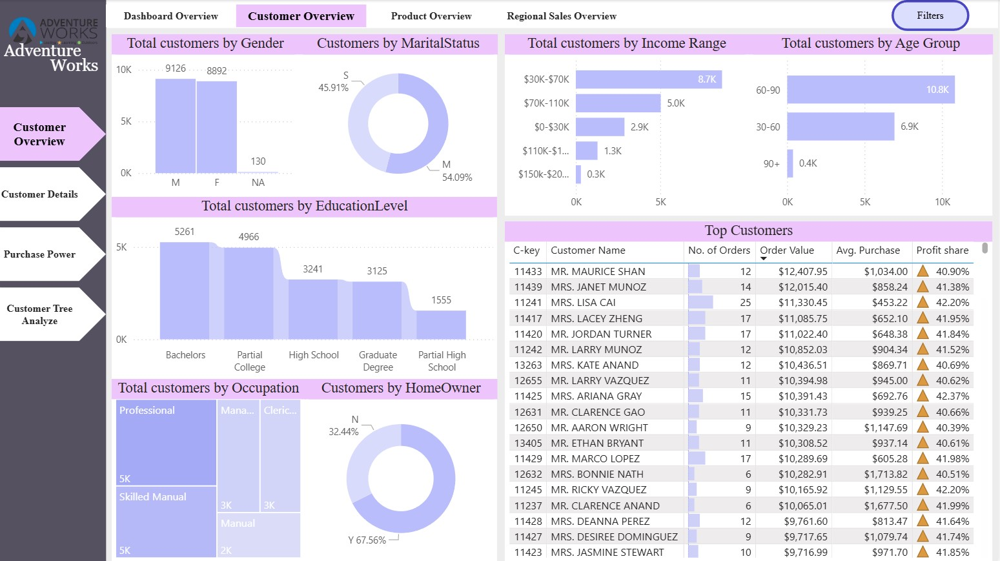 ADVENTURE
WORKS
Adventure
Works
Dashboard Overview
Customer Overview
Product Overview
Regional Sales Overview
Filters
Customer
Overview
Customer Details
Purchase Power
Customer Tree
Analyze
Total customers by Gender
10K
5K
0K
9126
8892
130
M
F
NA
Customers by MaritalStatus
S
45.91%
M
54.09%
Total customers by EducationLevel
5K
0K
5261
4966
3241
3125
1555
Bachelors
Partial
College
High School
Graduate
Degree
Partial High
School
Total customers by Occupation
Professional
5K
Skilled Manual
5K
Mana...
3K
Cleric...
3K
Manual
2K
Customers by HomeOwner
N
32.44%
Y 67.56%
Total customers by Income Range
$30K-$70K 8.7K
$70K-110K 5.0K
$0-$30K 2.9K
$110K-$1... 1.3K
$150k-$20... 0.3K
0K 5K
Total customers by Age Group
60-90 10.8K
30-60 6.9K
90+ 0.4K
0K 5K 10K
Top Customers
C-key Customer Name No. of Orders Order Value Avg. Purchase Profit share
11433 MR. MAURICE SHAN 12 $12,407.95 $1,034.00 40.90%
11439 MRS. JANET MUNOZ 14 $12,015.40 $858.24 41.38%
11241 MRS. LISA CAI 25 $11,330.45 $453.22 42.20%
11417 MRS. LACEY ZHENG 17 $11,085.75 $652.10 41.95%
11420 MR. JORDAN TURNER 17 $11,022.40 $648.38 41.84%
11242 MR. LARRY MUNOZ 12 $10,852.03 $904.34 41.52%
13263 MRS. KATE ANAND 12 $10,436.51 $869.71 40.69%
12655 MR. LARRY VAZQUEZ 11 $10,394.98 $945.00 40.62%
11425 MRS. ARIANA GRAY 15 $10,391.43 $692.76 42.37%
12631 MR. CLARENCE GAO 11 $10,331.73 $939.25 40.66%
12650 MR. AARON WRIGHT 9 $10,329.23 $1,147.69 40.39%
13405 MR. ETHAN BRYANT 11 $10,308.52 $937.14 40.61%
11429 MR. MARCO LOPEZ 17 $10,289.69 $605.28 41.98%
12632 MRS. BONNIE NATH 6 $10,282.91 $1,713.82 40.51%
11245 MR. RICKY VAZQUEZ 9 $10,165.92 $1,129.55 42.20%
11237 MR. CLARENCE ANAND 6 $10,065.01 $1,677.50 41.99%
11428 MRS. DEANNA PEREZ 12 $9,761.60 $813.47 41.64%
11427 MRS. DESIREE DOMINGUEZ 9 $9,717.65 $1,079.74 41.74%
11423 MRS. JASMINE STEWART 10 $9,716.99 $971.70 41.85%